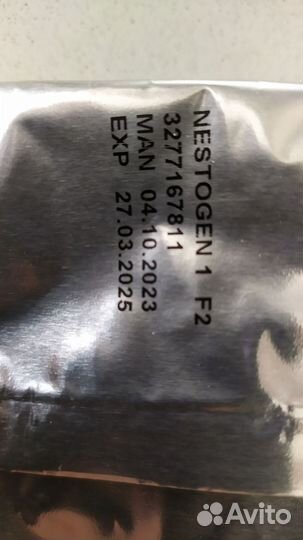 NESTOGEN 1 F2
3277167811
MAN 04.10.2023
EXP 27.03.2025
Avito